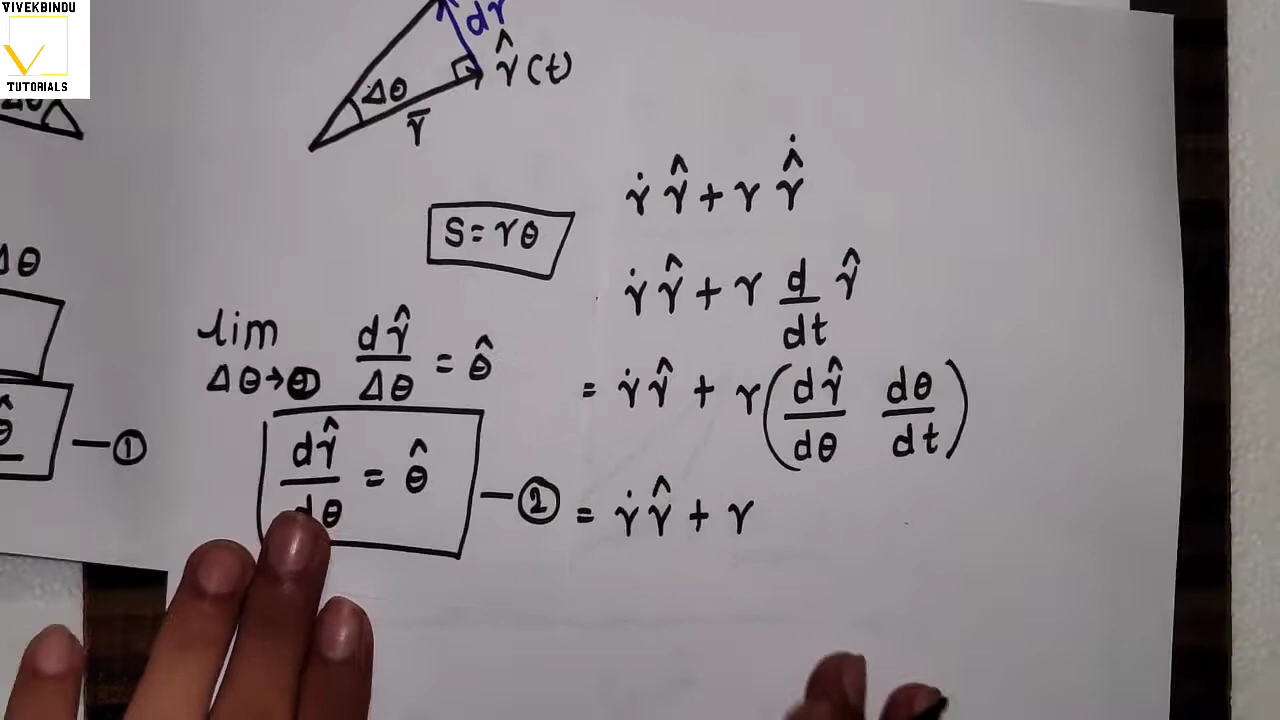 VIVEKBINDU
TUTORIALS
dr
r̂(t)
Δθ
r̄
ṙ r̂ + r r̂̇
S = rθ
Δθ
ṙ r̂ + r d/dt r̂
lim Δθ→0 dr̂/Δθ = θ̂
= ṙ r̂ + r (dr̂/dθ dθ/dt)
θ̂ — ①
dr̂/dθ = θ̂ — ②
= ṙ r̂ + r